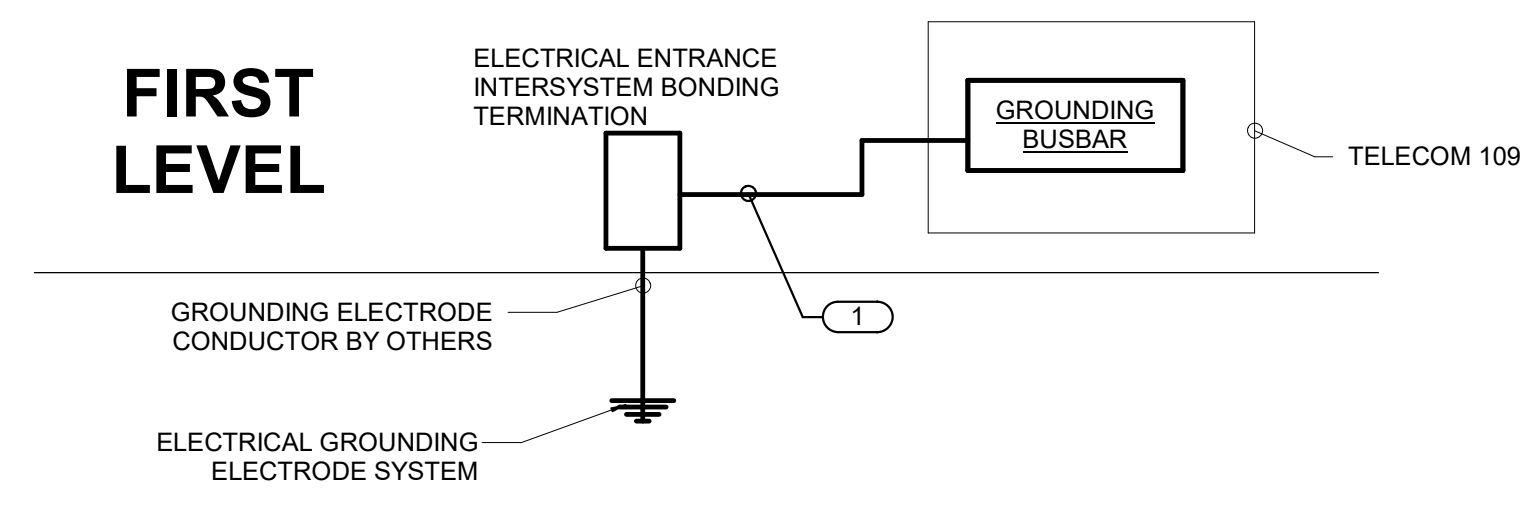 FIRST
LEVEL
ELECTRICAL ENTRANCE
INTERSYSTEM BONDING
TERMINATION
GROUNDING
BUSBAR
TELECOM 109
GROUNDING ELECTRODE
CONDUCTOR BY OTHERS
1
ELECTRICAL GROUNDING
ELECTRODE SYSTEM